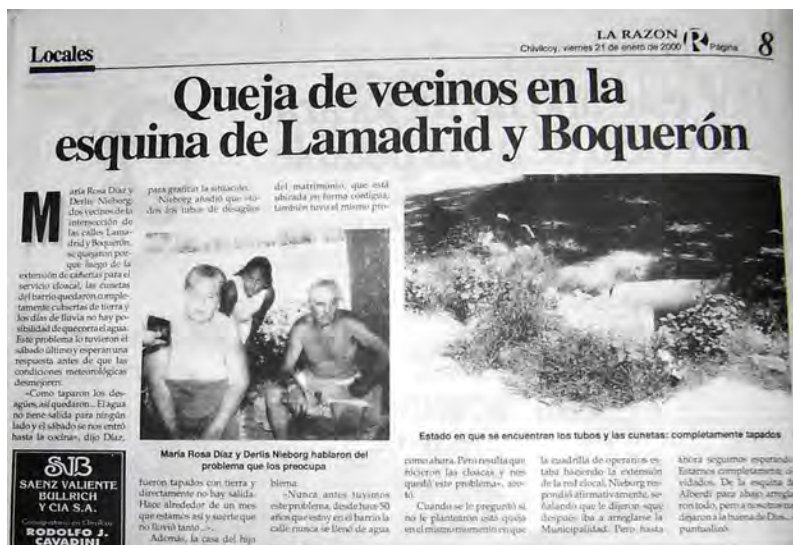 Locales
LA RAZON
Chivilcoy, viernes 21 de enero de 2000
Página 8
Queja de vecinos en la
esquina de Lamadrid y Boquerón
María Rosa Díaz y
Derlis Nieborg,
dos vecinos de la
intersección de
las calles Lama-
drid y Boquerón,
se quejaron por-
que luego de la
extensión de cañerías para el
servicio cloacal, las cunetas
del barrio quedaron comple-
tamente cubiertas de tierra y
los días de lluvia no hay po-
sibilidad de que corra el agua.
Este problema lo tuvieron el
sábado último y esperan una
respuesta antes de que las
condiciones meteorológicas
desmejoren.
«Como taparon los des-
agües, así quedaron... El agua
no tiene salida para ningún
lado y el sábado se nos entró
hasta la cocina», dijo Díaz,
para graficar la situación.
Nieborg añadió que «to-
dos los tubos de desagües
María Rosa Díaz y Derlis Nieborg hablaron del
problema que los preocupa
fueron tapados con tierra y
directamente no hay salida.
Hace alrededor de un mes
que estamos así y suerte que
no llovió tanto...».
Además, la casa del hijo
del matrimonio, que está
ubicada en forma contigua,
también tuvo el mismo pro-
blema.
«Nunca antes tuvimos
este problema, desde hace 50
años que estoy en el barrio la
calle nunca se llenó de agua
Estado en que se encuentran los tubos y las cunetas: completamente tapados
como ahora. Pero resulta que
hicieron las cloacas y nos
quedó este problema», ano-
tó.
Cuando se le preguntó si
no le plantearon esta queja
en el mismo momento en que
la cuadrilla de operarios es-
taba haciendo la extensión
de la red clocal, Nieburg res-
pondió afirmativamente, se-
ñalando que le dijeron «que
después iba a arreglarse la
Municipalidad. Pero hasta
ahora seguimos esperando.
Estamos completamente
vidados. De la esquina de
Alberdi para abajo
ron todo, pero a nosotros
dejaron a la buena de Dios...»
puntualizó.
SVB
SAENZ VALIENTE
BULLRICH
Y CIA S.A.
RODOLFO J.
CAVADINI